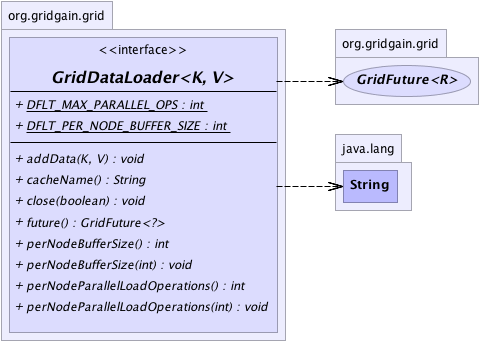 org.gridgain.grid
<<interface>>
GridDataLoader<K, V>
+ DFLT_MAX_PARALLEL_OPS : int
+ DFLT_PER_NODE_BUFFER_SIZE : int
+ addData(K, V) : void
+ cacheName() : String
+ close(boolean) : void
+ future() : GridFuture<?>
+ perNodeBufferSize() : int
+ perNodeBufferSize(int) : void
+ perNodeParallelLoadOperations() : int
+ perNodeParallelLoadOperations(int) : void
org.gridgain.grid
GridFuture<R>
java.lang
String